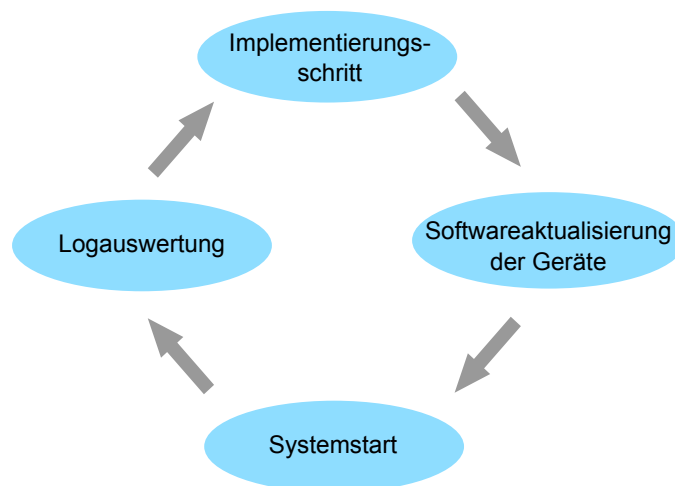 Implementierungs-
schritt
Softwareaktualisierung
der Geräte
Logauswertung
Systemstart